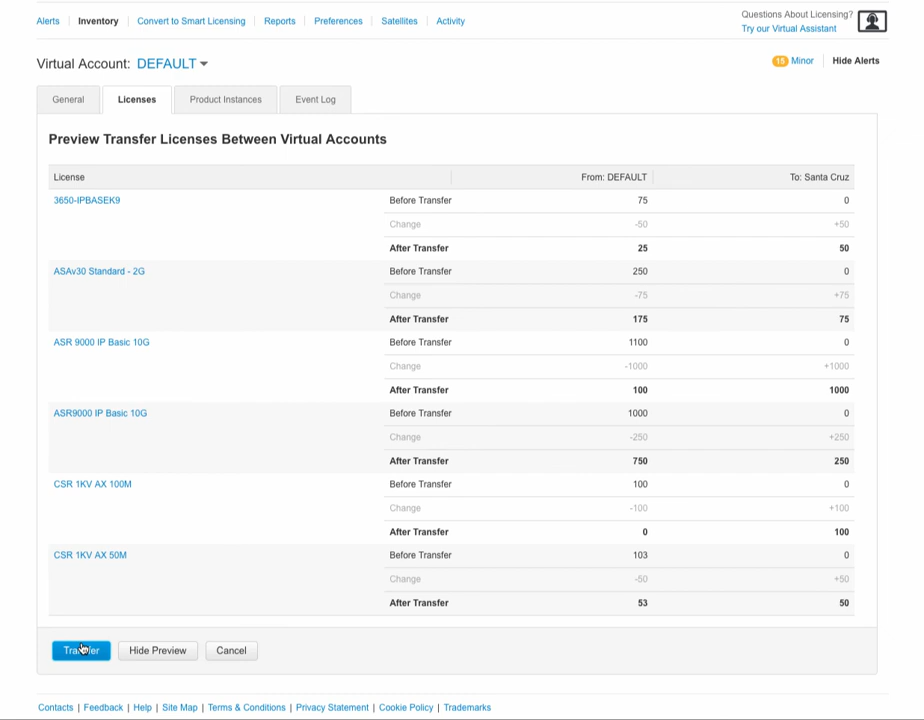 Alerts Inventory Convert to Smart Licensing Reports Preferences Satellites Activity
Questions About Licensing?
Try our Virtual Assistant
Virtual Account: DEFAULT
15 Minor Hide Alerts
General Licenses Product Instances Event Log
Preview Transfer Licenses Between Virtual Accounts
License From: DEFAULT To: Santa Cruz
3650-IPBASEK9 Before Transfer 75 0
Change -50 +50
After Transfer 25 50
ASAv30 Standard - 2G Before Transfer 250 0
Change -75 +75
After Transfer 175 75
ASR 9000 IP Basic 10G Before Transfer 1100 0
Change -1000 +1000
After Transfer 100 1000
ASR9000 IP Basic 10G Before Transfer 1000 0
Change -250 +250
After Transfer 750 250
CSR 1KV AX 100M Before Transfer 100 0
Change -100 +100
After Transfer 0 100
CSR 1KV AX 50M Before Transfer 103 0
Change -50 +50
After Transfer 53 50
Transfer Hide Preview Cancel
Contacts | Feedback | Help | Site Map | Terms & Conditions | Privacy Statement | Cookie Policy | Trademarks